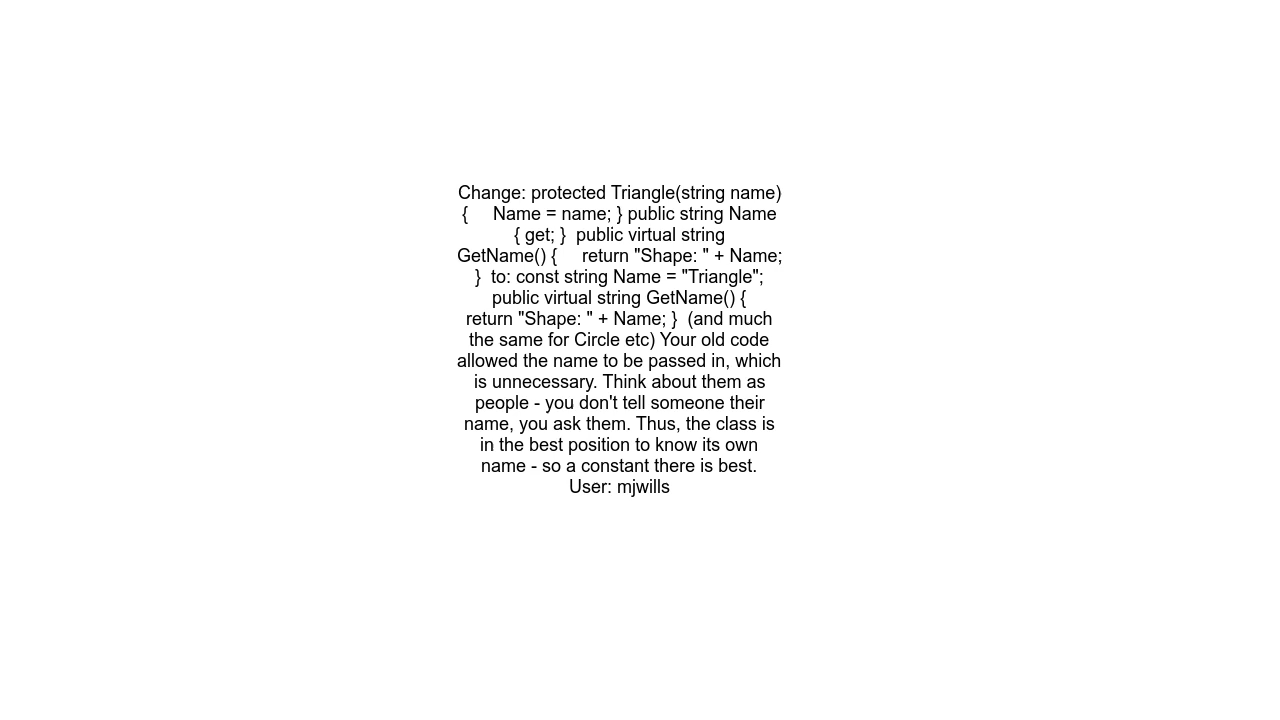 Change: protected Triangle(string name)
{     Name = name; } public string Name
{ get; }  public virtual string
GetName() {     return "Shape: " + Name;
}  to: const string Name = "Triangle";
public virtual string GetName() {
return "Shape: " + Name; }  (and much
the same for Circle etc) Your old code
allowed the name to be passed in, which
is unnecessary. Think about them as
people - you don't tell someone their
name, you ask them. Thus, the class is
in the best position to know its own
name - so a constant there is best.
User: mjwills